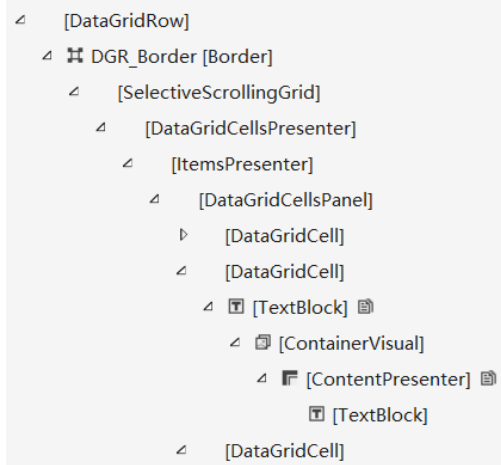 [DataGridRow]
DGR_Border [Border]
[SelectiveScrollingGrid]
[DataGridCellsPresenter]
[ItemsPresenter]
[DataGridCellsPanel]
[DataGridCell]
[DataGridCell]
[TextBlock]
[ContainerVisual]
[ContentPresenter]
[TextBlock]
[DataGridCell]